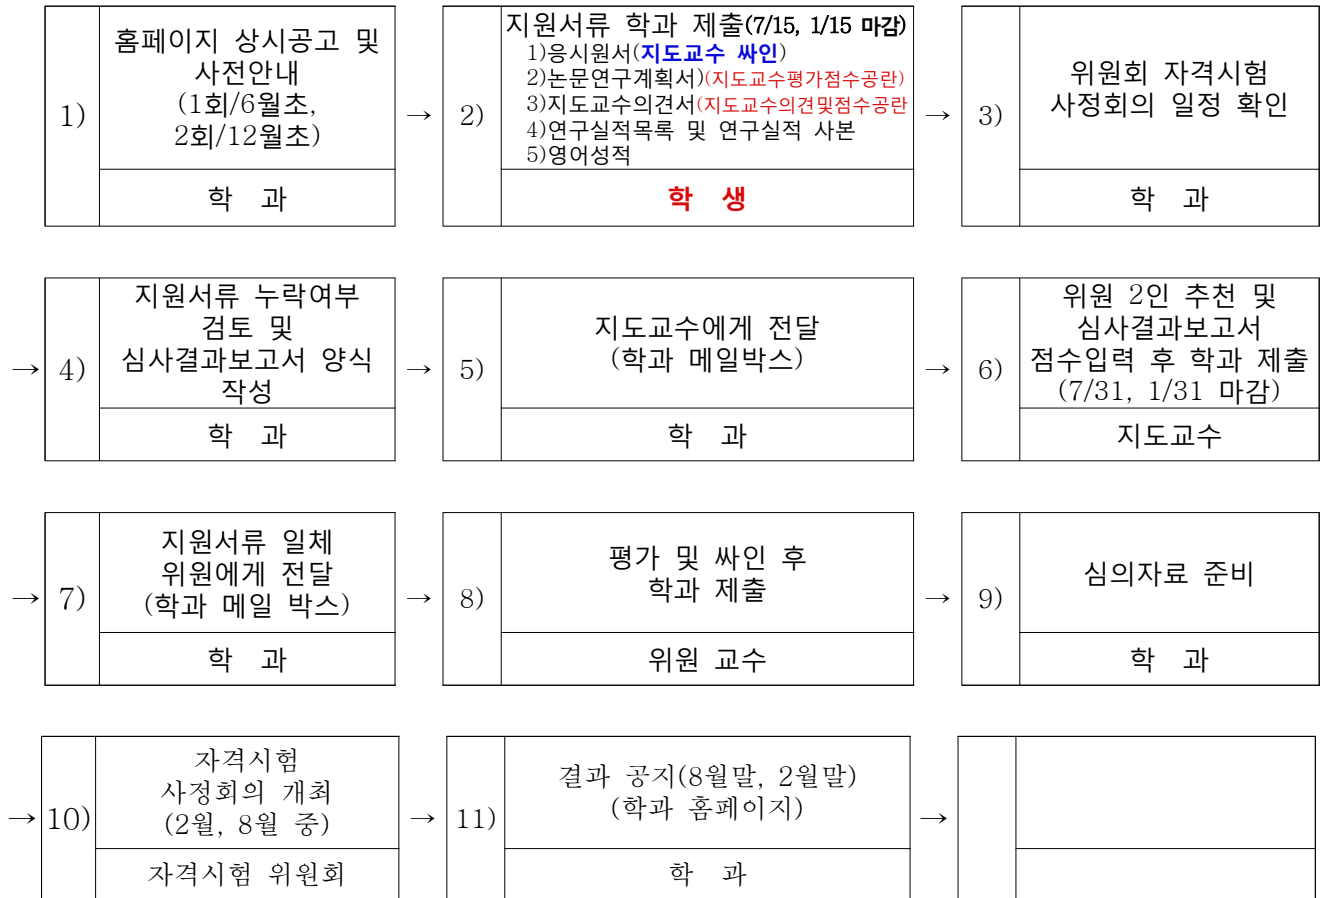 1)
홈페이지 상시공고 및
사전안내
(1회/6월초,
2회/12월초)
학 과
→
2)
지원서류 학과 제출(7/15, 1/15 마감)
1)응시원서(지도교수 싸인)
2)논문연구계획서)(지도교수평가점수공란)
3)지도교수의견서(지도교수의견및점수공란
4)연구실적목록 및 연구실적 사본
5)영어성적
학 생
→
3)
위원회 자격시험
사정회의 일정 확인
학 과
→
4)
지원서류 누락여부
검토 및
심사결과보고서 양식
작성
학 과
→
5)
지도교수에게 전달
(학과 메일박스)
학 과
→
6)
위원 2인 추천 및
심사결과보고서
점수입력 후 학과 제출
(7/31, 1/31 마감)
지도교수
→
7)
지원서류 일체
위원에게 전달
(학과 메일 박스)
학 과
→
8)
평가 및 싸인 후
학과 제출
위원 교수
→
9)
심의자료 준비
학 과
→
10)
자격시험
사정회의 개최
(2월, 8월 중)
자격시험 위원회
→
11)
결과 공지(8월말, 2월말)
(학과 홈페이지)
학 과
→